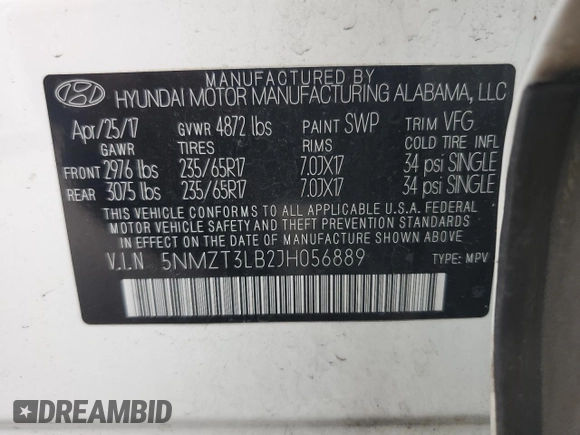 MANUFACTURED BY
HYUNDAI MOTOR MANUFACTURING ALABAMA, LLC
Apr/25/17 GVWR 4872 lbs PAINT SWP TRIM VFG
GAWR TIRES RIMS COLD TIRE INFL
FRONT 2976 lbs 235/65R17 7.0JX17 34 psi SINGLE
REAR 3075 lbs 235/65R17 7.0JX17 34 psi SINGLE
THIS VEHICLE CONFORMS TO ALL APPLICABLE U.S.A. FEDERAL
MOTOR VEHICLE SAFETY AND THEFT PREVENTION STANDARDS
IN EFFECT ON THE DATE OF MANUFACTURE SHOWN ABOVE.
V.I.N 5NMZT3LB2JH056889 TYPE: MPV
DREAMBID